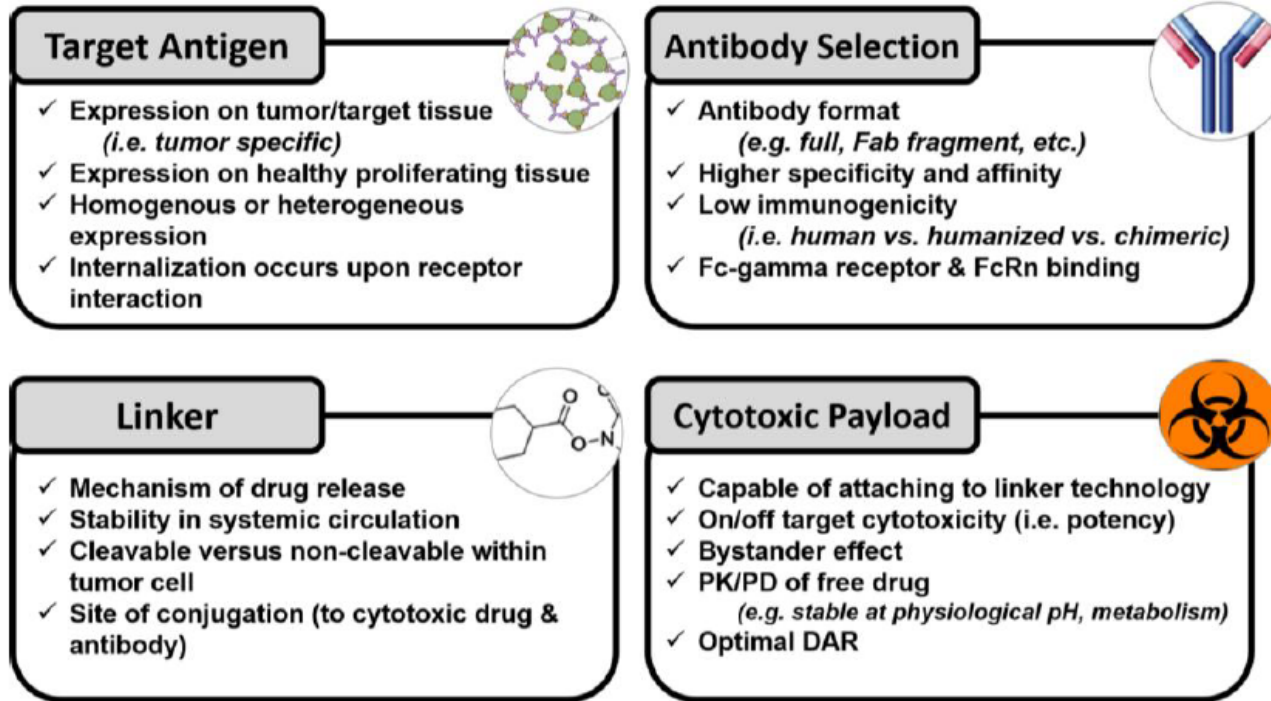 Target Antigen
✓ Expression on tumor/target tissue
(i.e. tumor specific)
✓ Expression on healthy proliferating tissue
✓ Homogenous or heterogeneous
expression
✓ Internalization occurs upon receptor
interaction
Antibody Selection
✓ Antibody format
(e.g. full, Fab fragment, etc.)
✓ Higher specificity and affinity
✓ Low immunogenicity
(i.e. human vs. humanized vs. chimeric)
✓ Fc-gamma receptor & FcRn binding
Linker
O
O-N
✓ Mechanism of drug release
✓ Stability in systemic circulation
✓ Cleavable versus non-cleavable within
tumor cell
✓ Site of conjugation (to cytotoxic drug &
antibody)
Cytotoxic Payload
✓ Capable of attaching to linker technology
✓ On/off target cytotoxicity (i.e. potency)
✓ Bystander effect
✓ PK/PD of free drug
(e.g. stable at physiological pH, metabolism)
✓ Optimal DAR